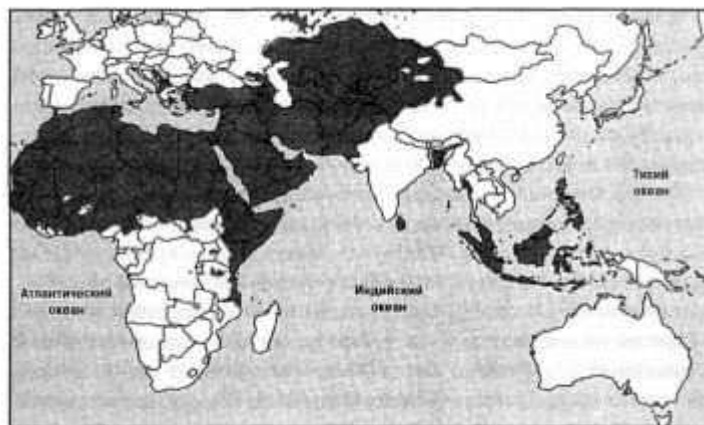 Тихий
океан
Атлантический
океан
Индийский
океан